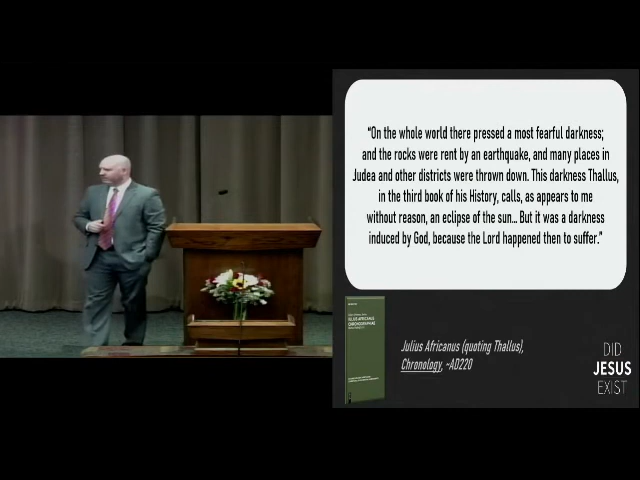 “On the whole world there pressed a most fearful darkness;
and the rocks were rent by an earthquake, and many places in
Judea and other districts were thrown down. This darkness Thallus,
in the third book of his History, calls, as appears to me
without reason, an eclipse of the sun... But it was a darkness
induced by God, because the Lord happened then to suffer.”
Julius Africanus (quoting Thallus),
Chronology, ~AD220
DID
JESUS
EXIST